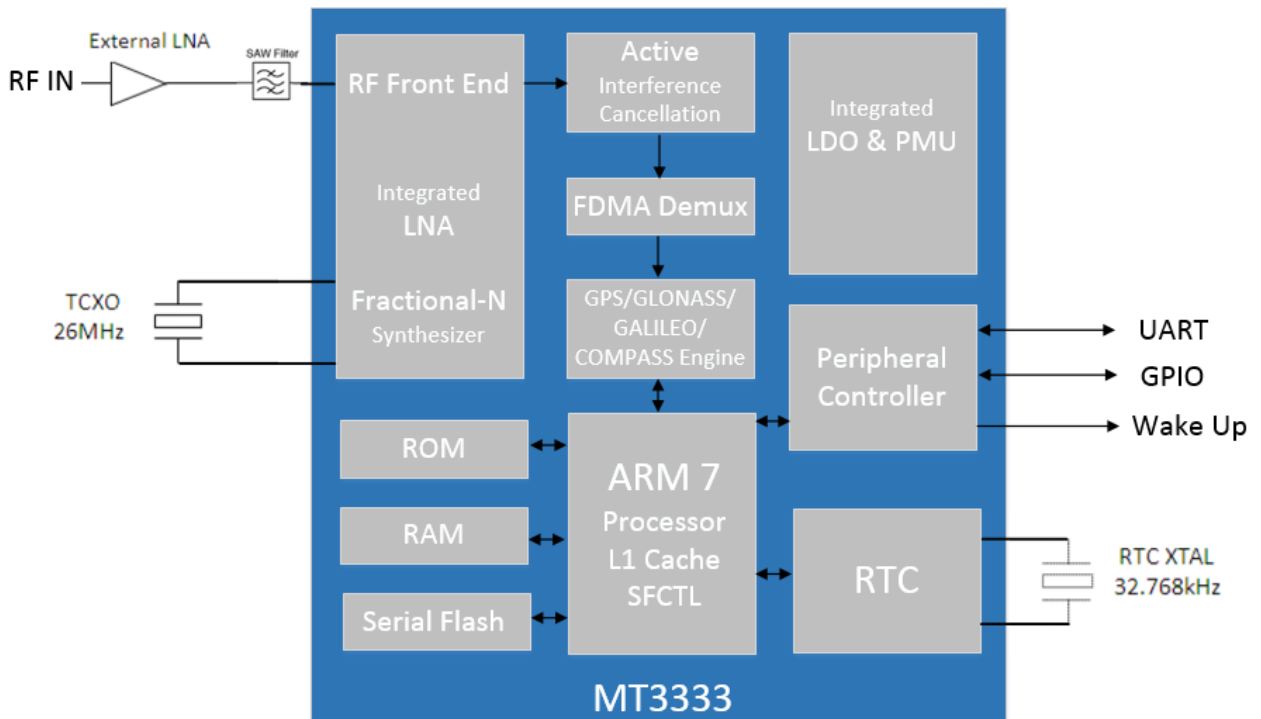 External LNA
SAW Filter
RF IN
RF Front End
Integrated
LNA
Fractional-N
Synthesizer
TCXO
26MHz
Active
Interference
Cancellation
FDMA Demux
GPS/GLONASS/
GALILEO/
COMPASS Engine
Integrated
LDO & PMU
Peripheral
Controller
UART
GPIO
Wake Up
ROM
RAM
Serial Flash
ARM 7
Processor
L1 Cache
SFCTL
RTC
RTC XTAL
32.768kHz
MT3333